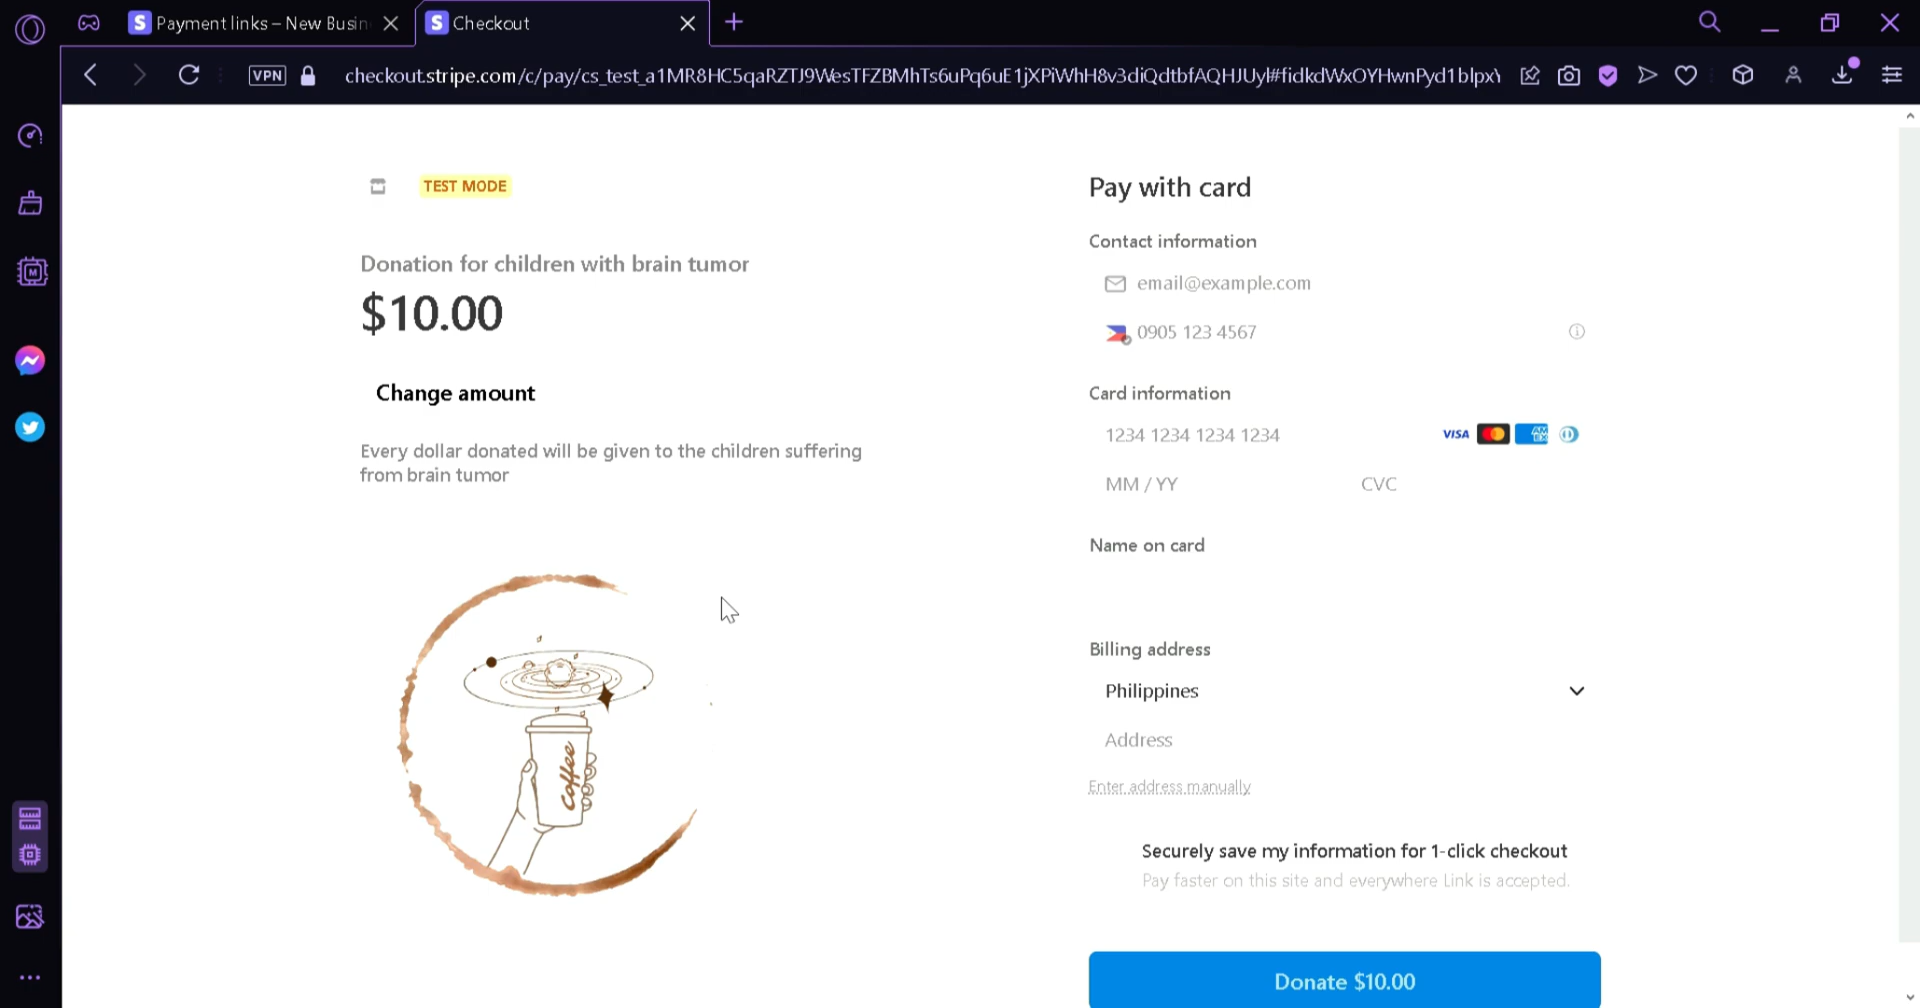 Payment links – New Busin
Checkout
VPN
checkout.stripe.com/c/pay/cs_test_a1MR8HC5qaRZTJ9WesTFZBMhTs6uPq6uE1jXPiWhH8v3diQdtbfAQHJUyl#fidkdWxOYHwnPyd1blpxY
TEST MODE
Donation for children with brain tumor
$10.00
Change amount
Every dollar donated will be given to the children suffering
from brain tumor
Coffee
Pay with card
Contact information
email@example.com
0905 123 4567
Card information
1234 1234 1234 1234
VISA
AM
EX
MM / YY
CVC
Name on card
Billing address
Philippines
Address
Enter address manually
Securely save my information for 1-click checkout
Pay faster on this site and everywhere Link is accepted.
Donate $10.00